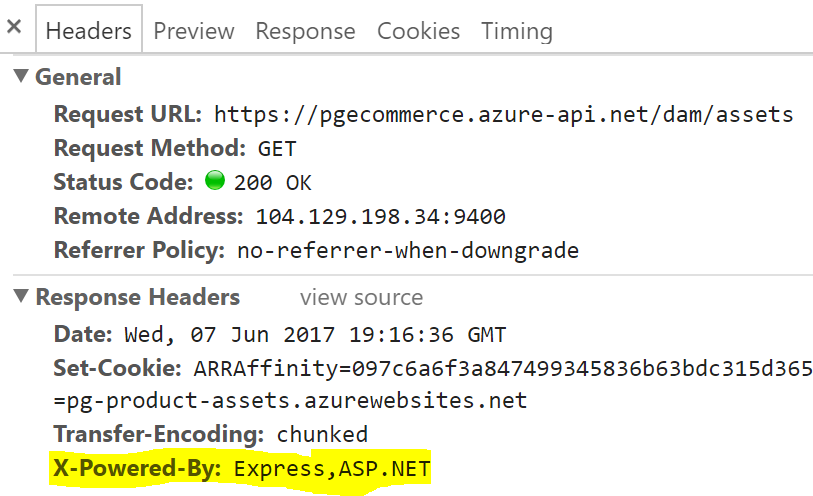 × Headers Preview Response Cookies Timing
▼ General
Request URL: https://pgecommerce.azure-api.net/dam/assets
Request Method: GET
Status Code: 200 OK
Remote Address: 104.129.198.34:9400
Referrer Policy: no-referrer-when-downgrade
▼ Response Headers view source
Date: Wed, 07 Jun 2017 19:16:36 GMT
Set-Cookie: ARRAffinity=097c6a6f3a847499345836b63bdc315d365
=pg-product-assets.azurewebsites.net
Transfer-Encoding: chunked
X-Powered-By: Express,ASP.NET